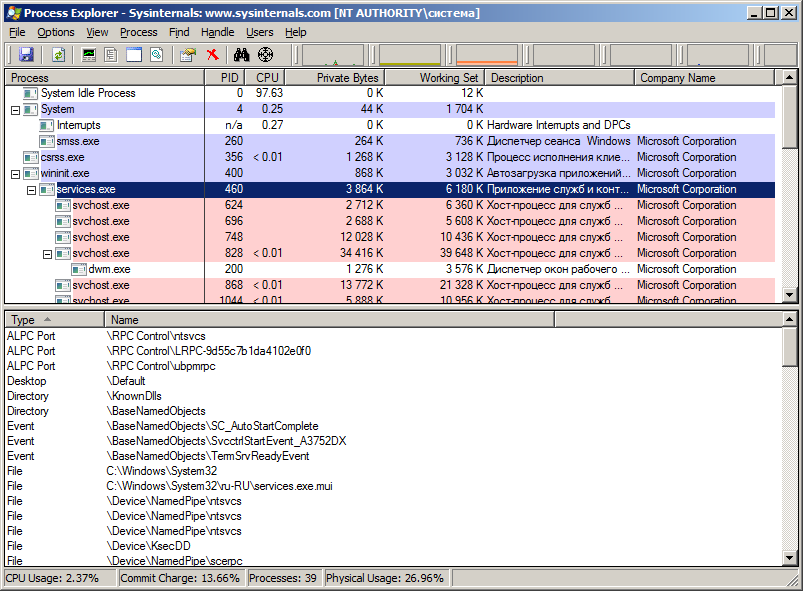 Process Explorer - Sysinternals: www.sysinternals.com [NT AUTHORITY\система]
File Options View Process Find Handle Users Help
Process PID CPU Private Bytes Working Set Description Company Name
System Idle Process 0 97.63 0 K 12 K
System 4 0.25 44 K 1 704 K
Interrupts n/a 0.27 0 K 0 K Hardware Interrupts and DPCs
smss.exe 260 264 K 736 K Диспетчер сеанса Windows Microsoft Corporation
csrss.exe 356 < 0.01 1 268 K 3 128 K Процесс исполнения клие... Microsoft Corporation
wininit.exe 400 868 K 3 032 K Автозагрузка приложений... Microsoft Corporation
services.exe 460 3 864 K 6 180 K Приложение служб и конт... Microsoft Corporation
svchost.exe 624 2 712 K 6 360 K Хост-процесс для служб ... Microsoft Corporation
svchost.exe 696 2 688 K 5 608 K Хост-процесс для служб ... Microsoft Corporation
svchost.exe 748 12 028 K 10 436 K Хост-процесс для служб ... Microsoft Corporation
svchost.exe 828 < 0.01 34 416 K 39 648 K Хост-процесс для служб ... Microsoft Corporation
dwm.exe 200 1 276 K 3 576 K Диспетчер окон рабочего ... Microsoft Corporation
svchost.exe 868 < 0.01 13 772 K 21 328 K Хост-процесс для служб ... Microsoft Corporation
svchost.exe 1044 < 0.01 5 888 K 10 956 K Хост-процесс для служб ... Microsoft Corporation
Type Name
ALPC Port \RPC Control\ntsvcs
ALPC Port \RPC Control\LRPC-9d55c7b1da4102e0f0
ALPC Port \RPC Control\ubpmrpc
Desktop \Default
Directory \KnownDlls
Directory \BaseNamedObjects
Event \BaseNamedObjects\SC_AutoStartComplete
Event \BaseNamedObjects\SvcctrlStartEvent_A3752DX
Event \BaseNamedObjects\TermSrvReadyEvent
File C:\Windows\System32
File C:\Windows\System32\ru-RU\services.exe.mui
File \Device\NamedPipe\ntsvcs
File \Device\NamedPipe\ntsvcs
File \Device\NamedPipe\ntsvcs
File \Device\KsecDD
File \Device\NamedPipe\scerpc
CPU Usage: 2.37% Commit Charge: 13.66% Processes: 39 Physical Usage: 26.96%